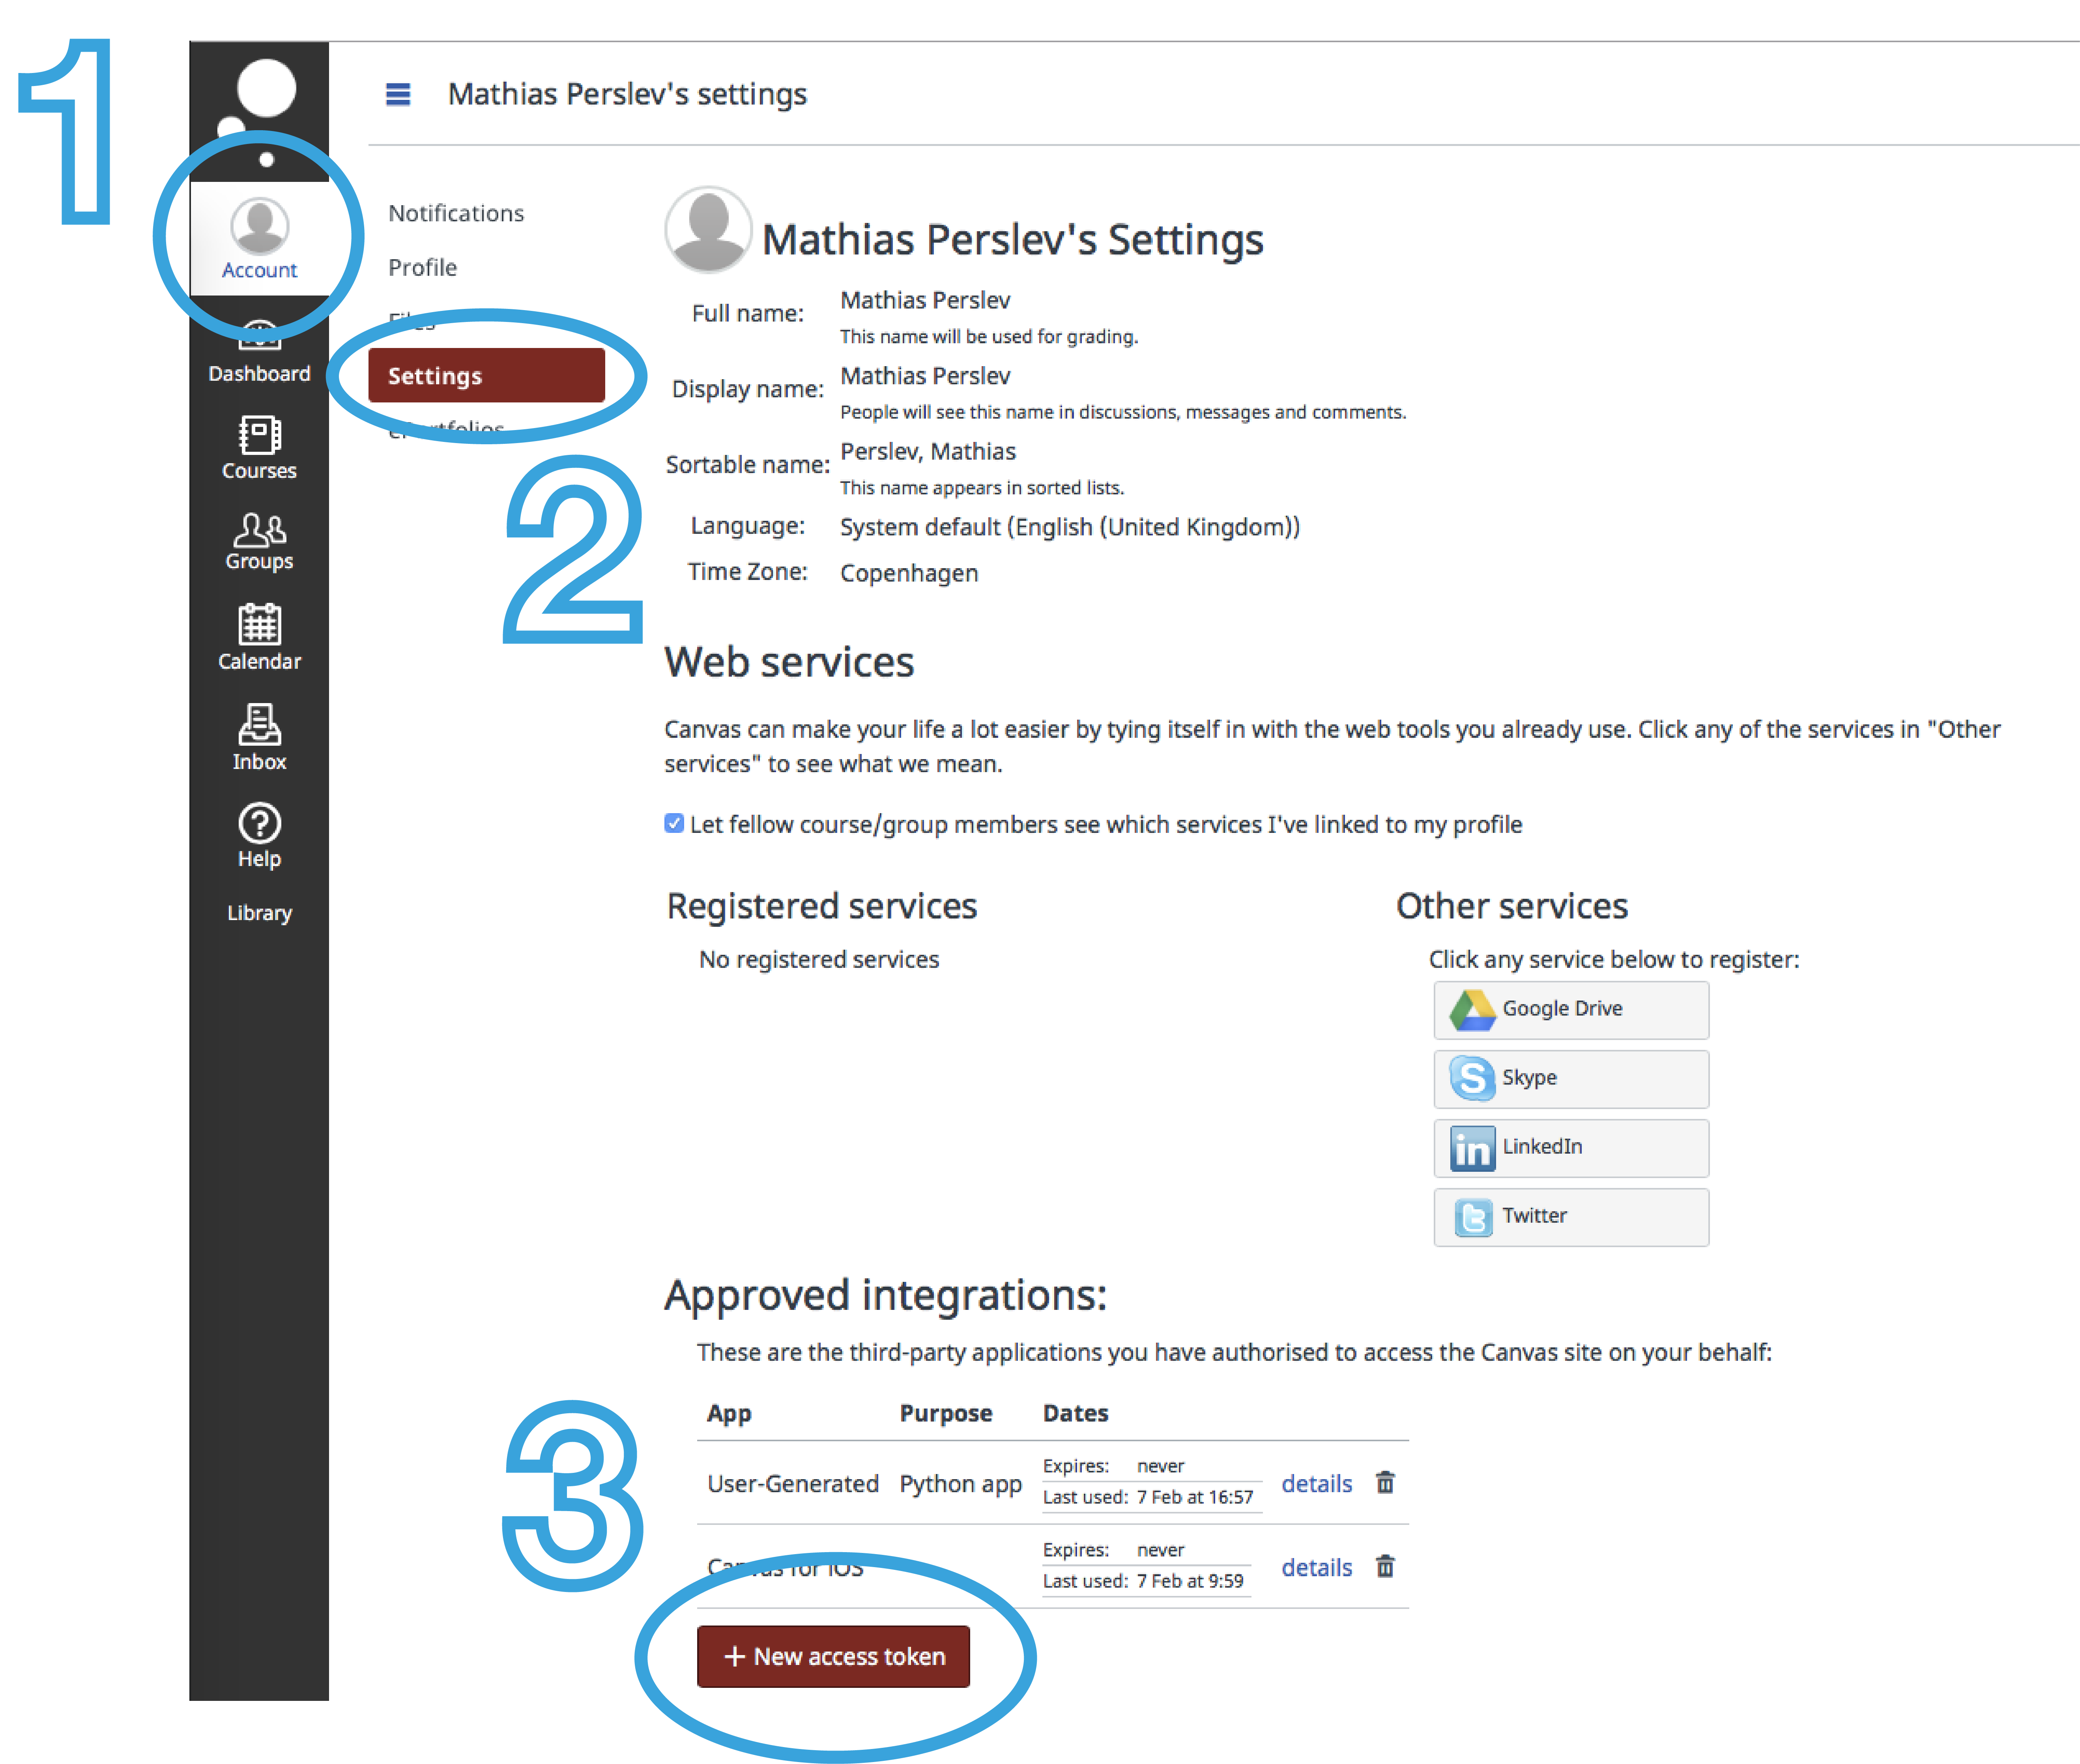 1
Mathias Perslev's settings
Account
Dashboard
Courses
Groups
Calendar
Inbox
Help
Library
Notifications
Profile
Files
Settings
ePortfolios
2
Mathias Perslev's Settings
Full name: Mathias Perslev
This name will be used for grading.
Display name: Mathias Perslev
People will see this name in discussions, messages and comments.
Sortable name: Perslev, Mathias
This name appears in sorted lists.
Language: System default (English (United Kingdom))
Time Zone: Copenhagen
Web services
Canvas can make your life a lot easier by tying itself in with the web tools you already use. Click any of the services in "Other
services" to see what we mean.
Let fellow course/group members see which services I've linked to my profile
Registered services
No registered services
Other services
Click any service below to register:
Google Drive
Skype
LinkedIn
Twitter
Approved integrations:
These are the third-party applications you have authorised to access the Canvas site on your behalf:
3
App Purpose Dates
User-Generated Python app Expires: never
Last used: 7 Feb at 16:57 details
Canvas for iOS Expires: never
Last used: 7 Feb at 9:59 details
+ New access token